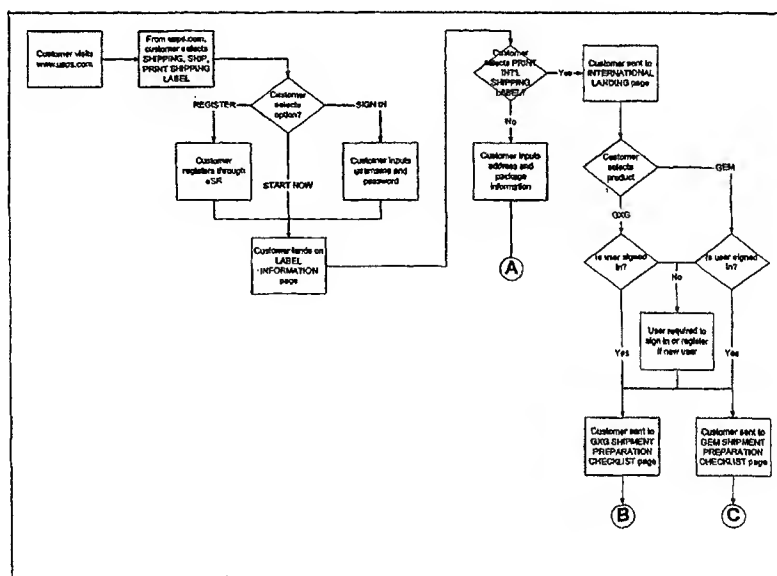 Customer visits
www.usps.com
From usps.com,
customer selects
SHIPPING, SHIP,
PRINT SHIPPING
LABEL
Customer
selects
option?
REGISTER
SIGN IN
START NOW
Customer
registers through
eSR
Customer inputs
username and
password
Customer lands on
LABEL
INFORMATION
page
Customer
selects PRINT
INT'L
SHIPPING
LABEL?
Yes
No
Customer sent to
INTERNATIONAL
LANDING page
Customer inputs
address and
package
information
A
Customer
selects
product
GEM
GXG
Is user signed
in?
No
Is user signed
in?
User required to
sign in or register
if new user
Yes
Yes
Customer sent to
GXG SHIPMENT
PREPARATION
CHECKLIST page
Customer sent to
GEM SHIPMENT
PREPARATION
CHECKLIST page
B
C